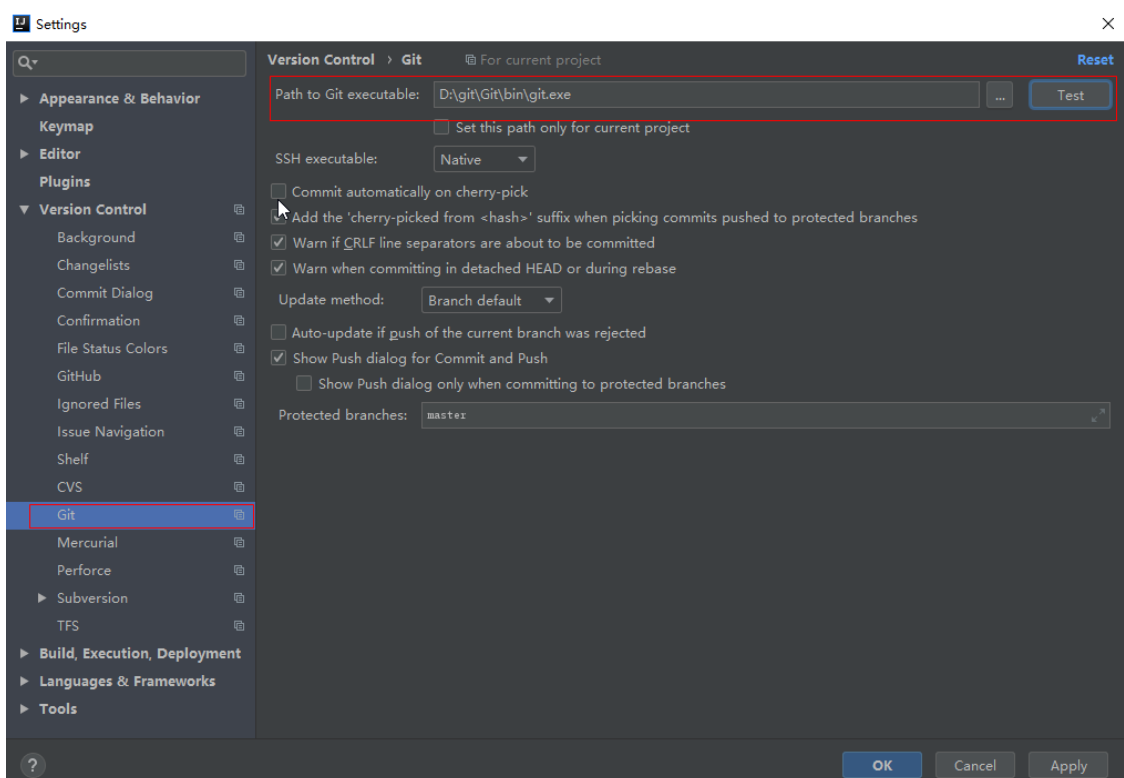 IJ Settings
Version Control › Git For current project Reset
Path to Git executable: D:\git\Git\bin\git.exe ... Test
Set this path only for current project
SSH executable: Native
Commit automatically on cherry-pick
Add the 'cherry-picked from <hash>' suffix when picking commits pushed to protected branches
Warn if CRLF line separators are about to be committed
Warn when committing in detached HEAD or during rebase
Update method: Branch default
Auto-update if push of the current branch was rejected
Show Push dialog for Commit and Push
Show Push dialog only when committing to protected branches
Protected branches: master
Appearance & Behavior
Keymap
Editor
Plugins
Version Control
Background
Changelists
Commit Dialog
Confirmation
File Status Colors
GitHub
Ignored Files
Issue Navigation
Shelf
CVS
Git
Mercurial
Perforce
Subversion
TFS
Build, Execution, Deployment
Languages & Frameworks
Tools
? OK Cancel Apply